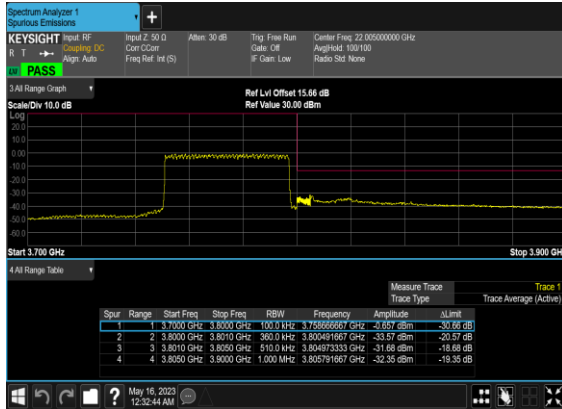 Spectrum Analyzer 1
Spurious Emissions
KEYSIGHT Input: RF Input Z: 50 Ω Atten: 30 dB Trig: Free Run Center Freq: 22.005000000 GHz
R T Coupling: DC Corr CCorr Gate: Off Avg|Hold: 100/100
Align: Auto Freq Ref: Int (S) IF Gain: Low Radio Std: None
PASS
3 All Range Graph
Ref Lvl Offset 15.66 dB
Scale/Div 10.0 dB Ref Value 30.00 dBm
Log
20.0
10.0
0.00
-10.0
-20.0
-30.0
-40.0
-50.0
-60.0
Start 3.700 GHz Stop 3.900 GH
4 All Range Table
Measure Trace Trace 1
Trace Type Trace Average (Active)
Spur Range Start Freq Stop Freq RBW Frequency Amplitude ΔLimit
1 1 3.7000 GHz 3.8000 GHz 100.0 kHz 3.758666667 GHz -0.657 dBm -30.66 dB
2 2 3.8000 GHz 3.8010 GHz 360.0 kHz 3.800491667 GHz -33.57 dBm -20.57 dB
3 3 3.8010 GHz 3.8050 GHz 510.0 kHz 3.804973333 GHz -31.68 dBm -18.68 dB
4 4 3.8050 GHz 3.9000 GHz 1.000 MHz 3.805791667 GHz -32.35 dBm -19.35 dB
May 16, 2023
12:32:44 AM